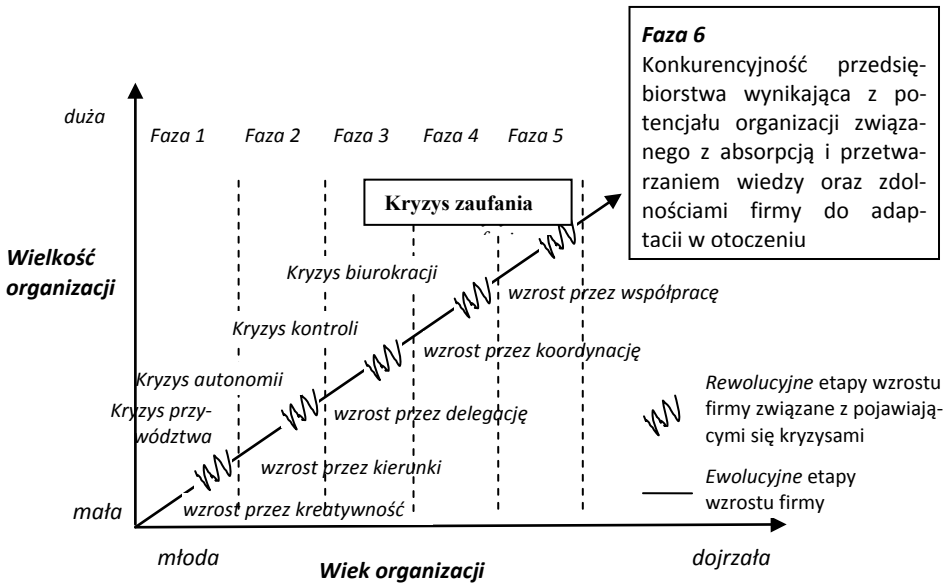 Faza 6
Konkurencyjność przedsię-
biorstwa wynikająca z po-
tencjału organizacji związa-
nego z absorpcją i przetwa-
rzaniem wiedzy oraz zdol-
nościami firmy do adap-
tacii w otoczeniu
duża
Faza 1
Faza 2
Faza 3
Faza 4
Faza 5
Kryzys zaufania
Wielkość
organizacji
Kryzys biurokracji
wzrost przez współpracę
Kryzys kontroli
wzrost przez koordynację
Kryzys autonomii
Kryzys przy-
wództwa
wzrost przez delegację
Rewolucyjne etapy wzrostu
firmy związane z pojawiają-
cymi się kryzysami
wzrost przez kierunki
Ewolucyjne etapy
wzrostu firmy
mała
wzrost przez kreatywność
młoda
Wiek organizacji
dojrzała